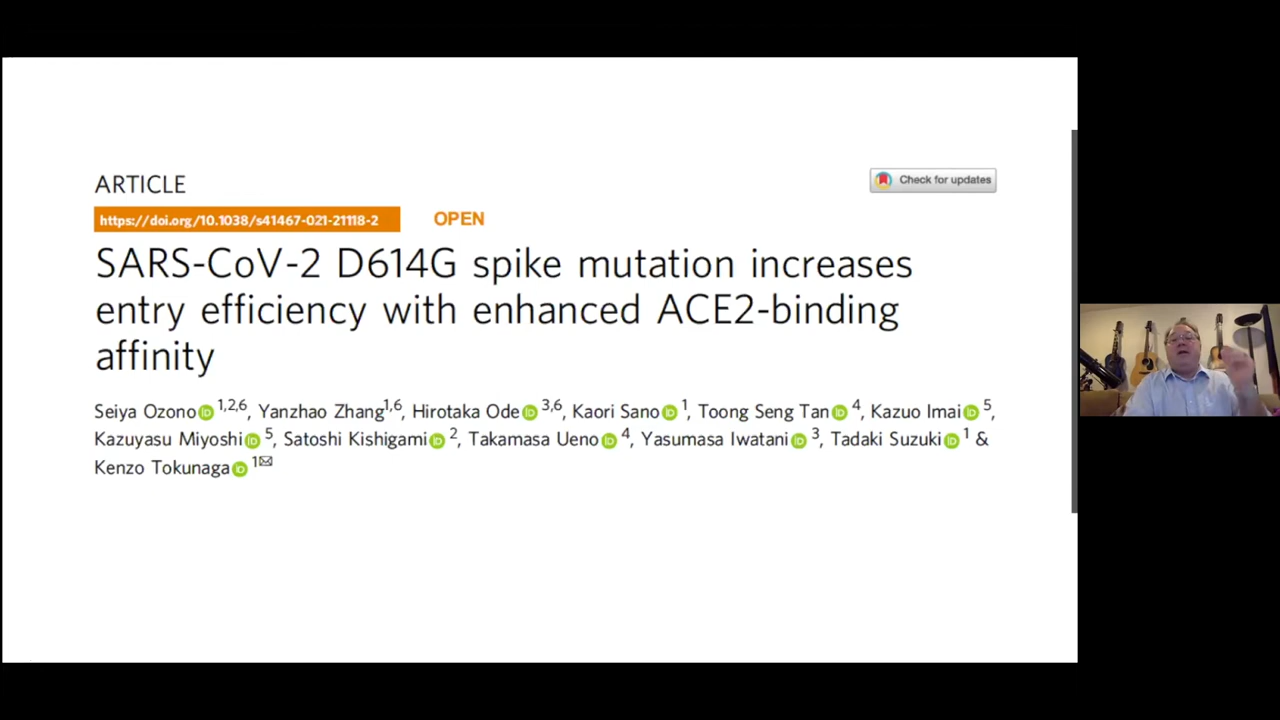 ARTICLE
Check for updates
https://doi.org/10.1038/s41467-021-21118-2 OPEN
SARS-CoV-2 D614G spike mutation increases
entry efficiency with enhanced ACE2-binding
affinity
Seiya Ozono 1,2,6, Yanzhao Zhang1,6, Hirotaka Ode 3,6, Kaori Sano 1, Toong Seng Tan 4, Kazuo Imai 5,
Kazuyasu Miyoshi 5, Satoshi Kishigami 2, Takamasa Ueno 4, Yasumasa Iwatani 3, Tadaki Suzuki 1 &
Kenzo Tokunaga 1✉